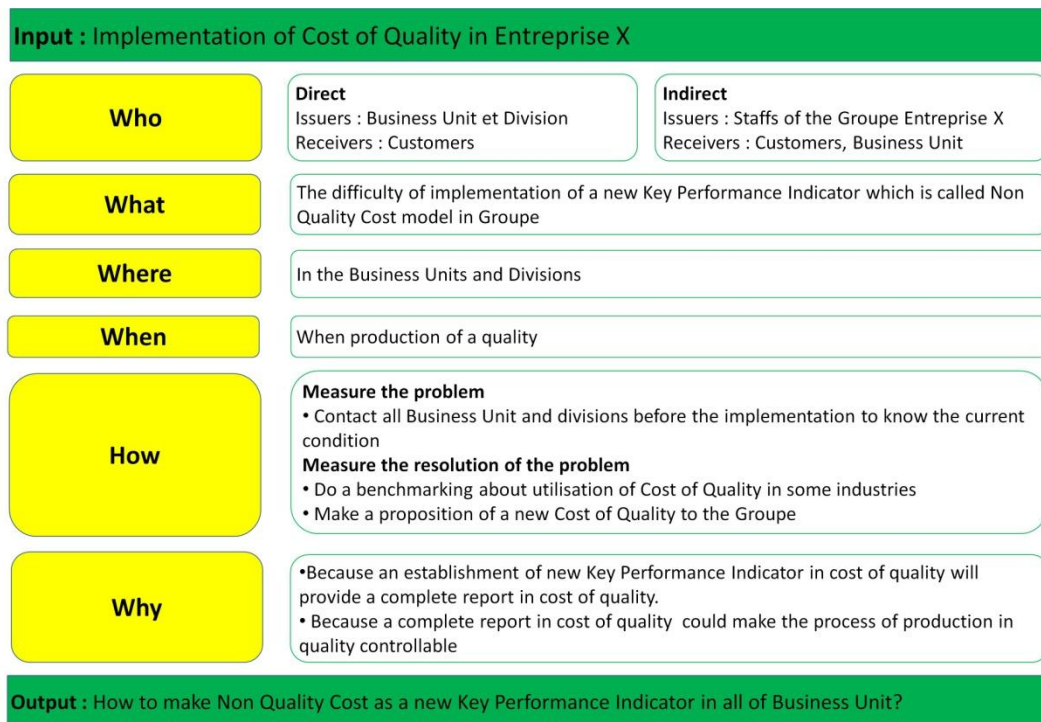 Input : Implementation of Cost of Quality in Entreprise X
Who
Direct
Issuers : Business Unit et Division
Receivers : Customers
Indirect
Issuers : Staffs of the Groupe Entreprise X
Receivers : Customers, Business Unit
What
The difficulty of implementation of a new Key Performance Indicator which is called Non
Quality Cost model in Groupe
Where
In the Business Units and Divisions
When
When production of a quality
How
Measure the problem
• Contact all Business Unit and divisions before the implementation to know the current
condition
Measure the resolution of the problem
• Do a benchmarking about utilisation of Cost of Quality in some industries
• Make a proposition of a new Cost of Quality to the Groupe
Why
•Because an establishment of new Key Performance Indicator in cost of quality will
provide a complete report in cost of quality.
• Because a complete report in cost of quality could make the process of production in
quality controllable
Output : How to make Non Quality Cost as a new Key Performance Indicator in all of Business Unit?